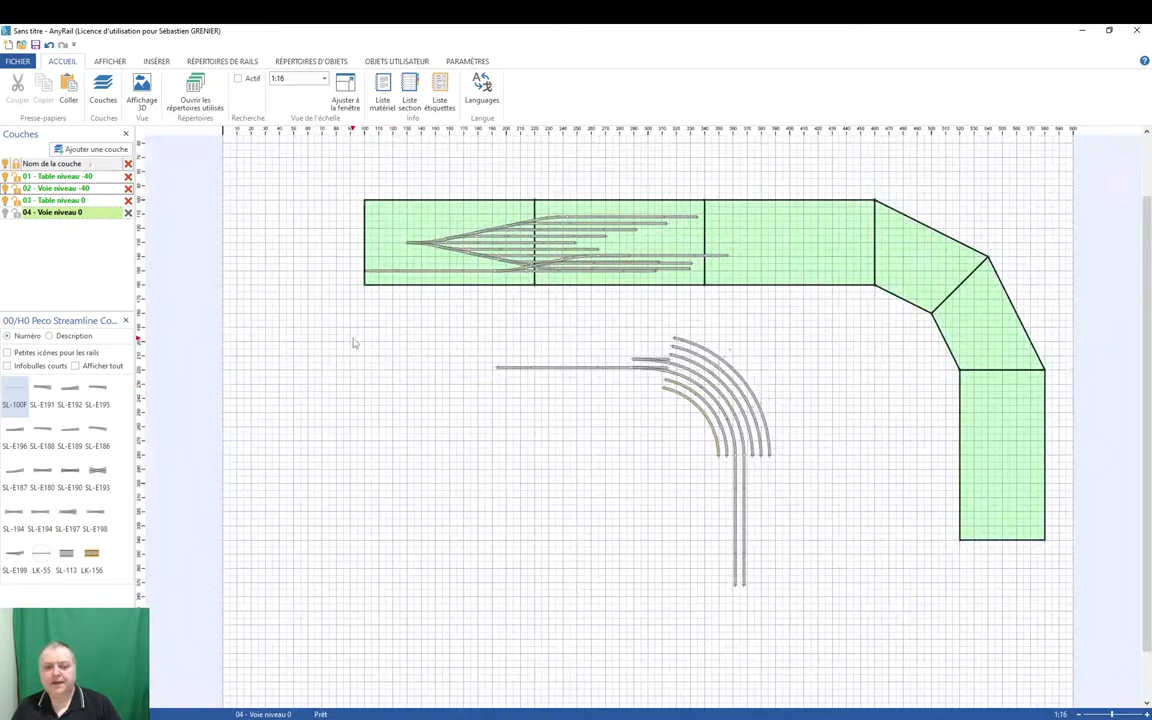 Sans titre - AnyRail (Licence d'utilisation pour Sébastien GRENIER)
FICHIER ACCUEIL AFFICHER INSÉRER RÉPERTOIRES DE RAILS RÉPERTOIRES D'OBJETS OBJETS UTILISATEUR PARAMÈTRES
Couper Copier Coller
Presse-papiers
Couches
Couches
Affichage 3D
Vue
Ouvrir les répertoires utilisés
Répertoires
Actif
Recherche
1:16
Ajuster à la fenêtre
Vue de l'échelle
Liste matériel
Liste section
Liste étiquettes
Info
Languages
Langue
Couches
Ajouter une couche
Nom de la couche
01 - Table niveau -40
02 - Voie niveau -40
03 - Table niveau 0
04 - Voie niveau 0
00/H0 Peco Streamline Co...
Numéro Description
Petites icônes pour les rails
Infobulles courts Afficher tout
SL-100F SL-E191 SL-E192 SL-E195
SL-E196 SL-E188 SL-E189 SL-E186
SL-E187 SL-E180 SL-E190 SL-E193
SL-194 SL-E194 SL-E197 SL-E198
SL-E199 LK-55 SL-113 LK-156
04 - Voie niveau 0 Prêt 1:16